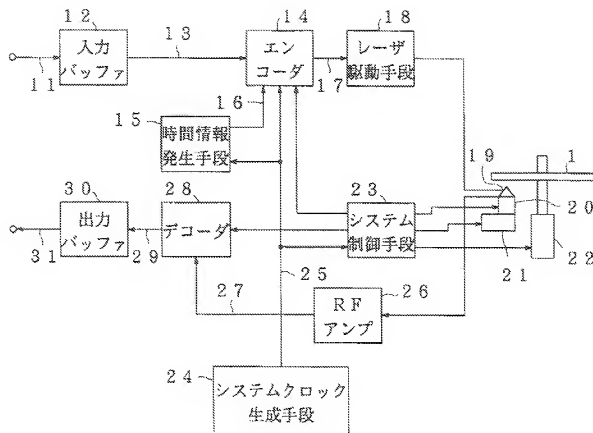 12
14
18
入力
バッファ
13
エン
コーダ
レーザ
駆動手段
11
16
17
15
時間情報
発生手段
19
1
30
28
23
20
出力
バッファ
デコーダ
システム
制御手段
21
22
31
29
25
26
27
RF
アンプ
24
システムクロック
生成手段